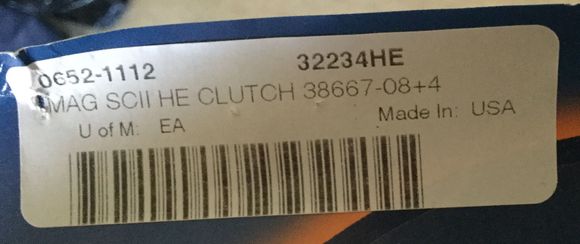 0652-1112 32234HE
MAG SCII HE CLUTCH 38667-08+4
U of M: EA Made In: USA